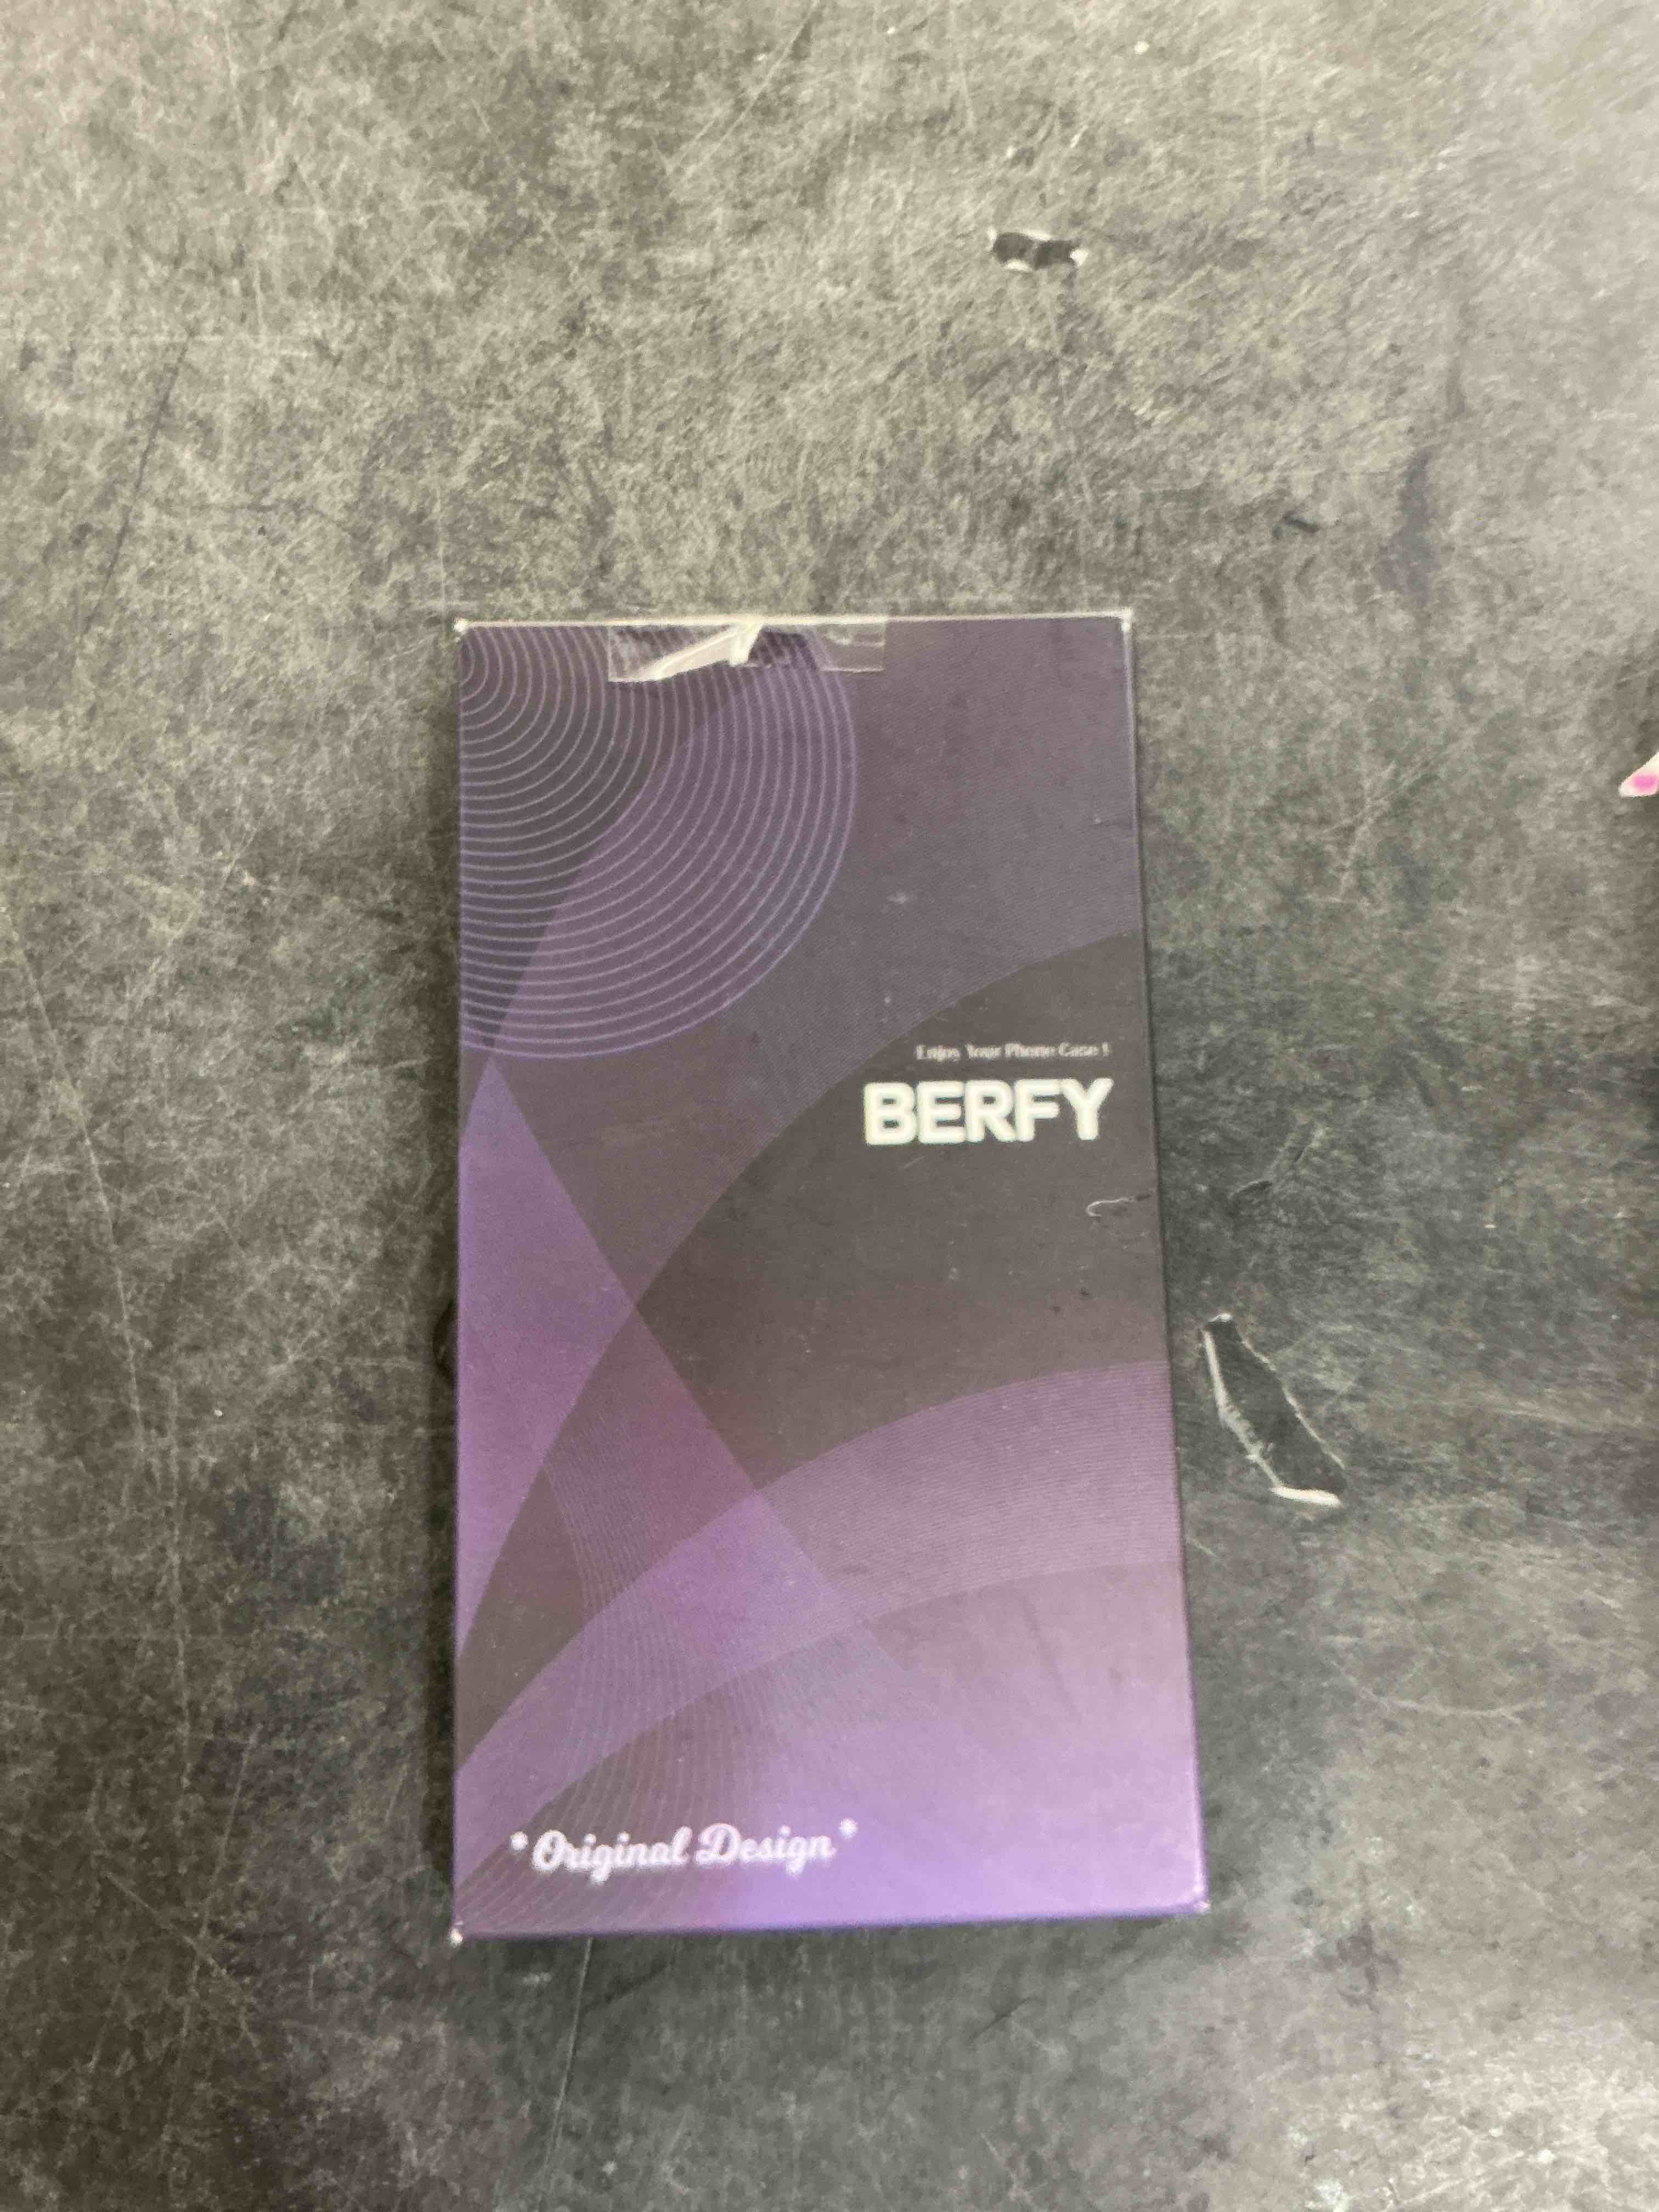 Enjoy Your Phone Case !
BERFY
* Original Design *